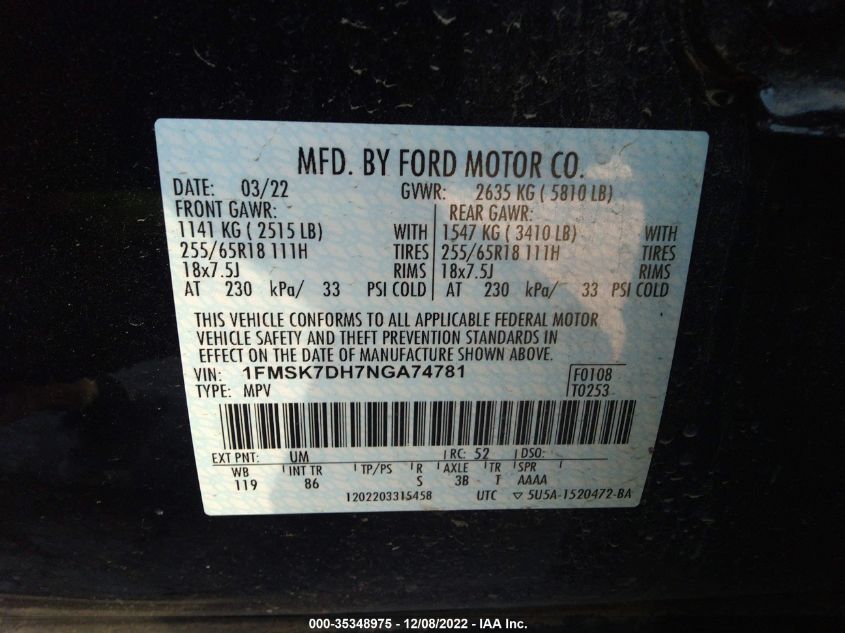 MFD. BY FORD MOTOR CO.
DATE: 03/22 GVWR: 2635 KG ( 5810 LB)
FRONT GAWR: REAR GAWR:
1141 KG ( 2515 LB) WITH 1547 KG ( 3410 LB) WITH
255/65R18 111H TIRES 255/65R18 111H TIRES
18x7.5J RIMS 18x7.5J RIMS
AT 230 kPa/ 33 PSI COLD AT 230 kPa/ 33 PSI COLD
THIS VEHICLE CONFORMS TO ALL APPLICABLE FEDERAL MOTOR
VEHICLE SAFETY AND THEFT PREVENTION STANDARDS IN
EFFECT ON THE DATE OF MANUFACTURE SHOWN ABOVE.
VIN: 1FMSK7DH7NGA74781 F0108
TYPE: MPV T0253
EXT PNT: UM RC: 52 DSO:
WB INT TR TP/PS R AXLE TR SPR
119 86 S 3B T AAAA
1202203315458 UTC ▽ 5U5A-1520472-BA
000-35348975 - 12/08/2022 - IAA Inc.